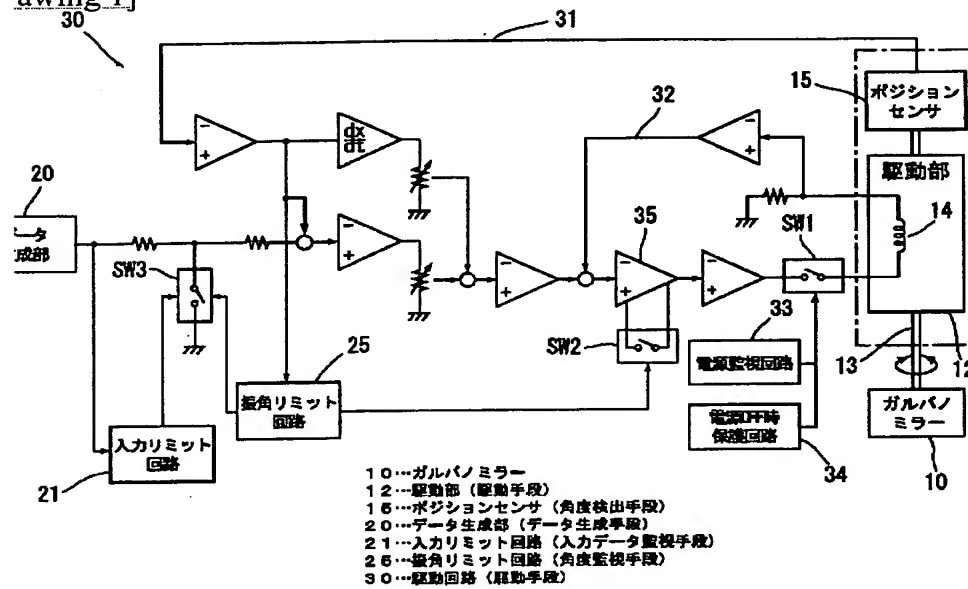 awing 1]
30
31
15
ポジション
センサ
dx
dt
32
駆動部
20
ータ
成部
35
SW1
14
SW3
33
25
SW2
電源監視回路
13
12
振角リミット
回路
電源OFF時
保護回路
ガルバノ
ミラー
入力リミット
回路
21
34
10
10…ガルバノミラー
12…駆動部(駆動手段)
15…ポジションセンサ(角度検出手段)
20…データ生成部(データ生成手段)
21…入力リミット回路(入力データ監視手段)
25…振角リミット回路(角度監視手段)
30…駆動回路(駆動手段)